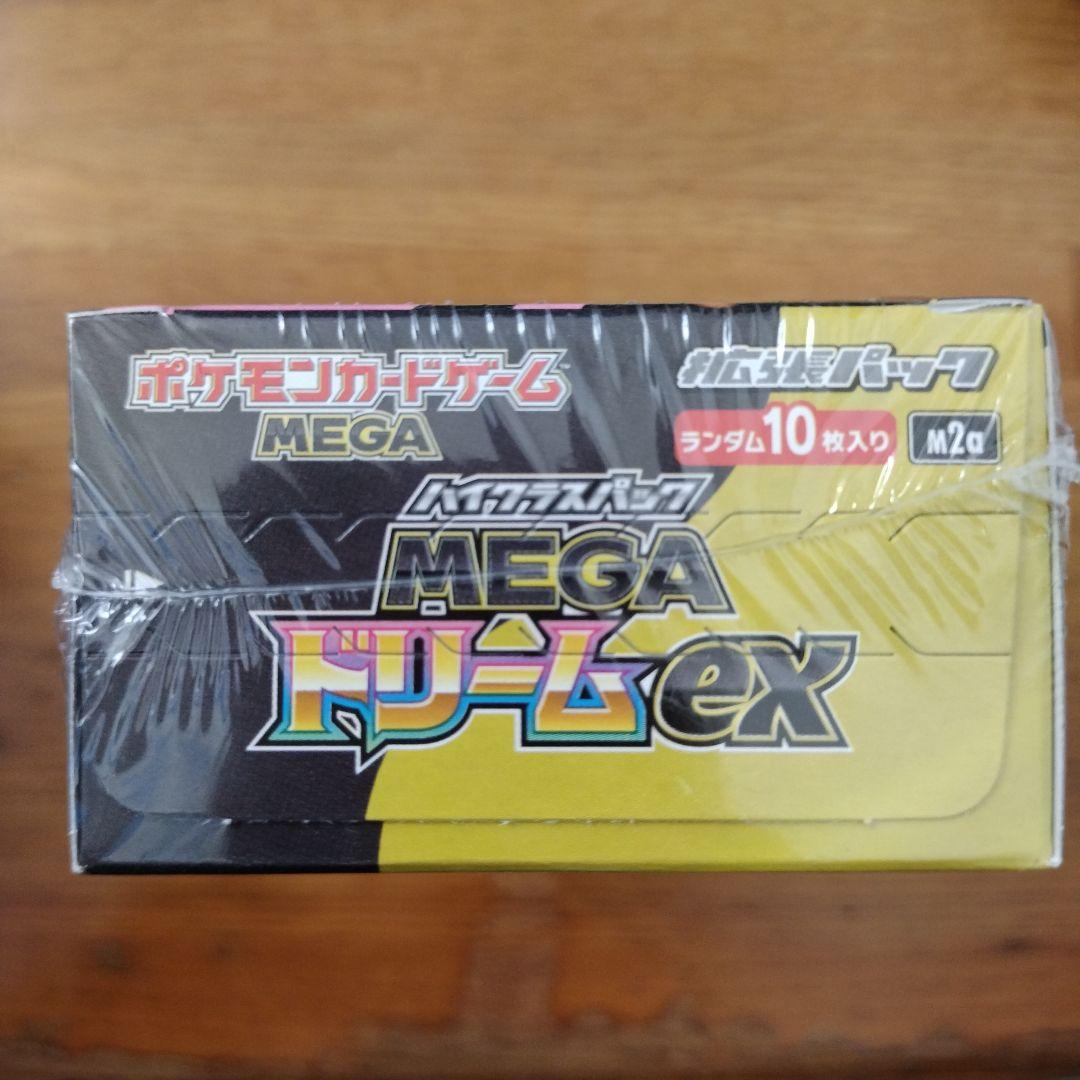 ポケモンカードゲーム
MEGA
拡張パック
ランダム10枚入り
M2a
ハイクラスパック
MEGA
ドリームex